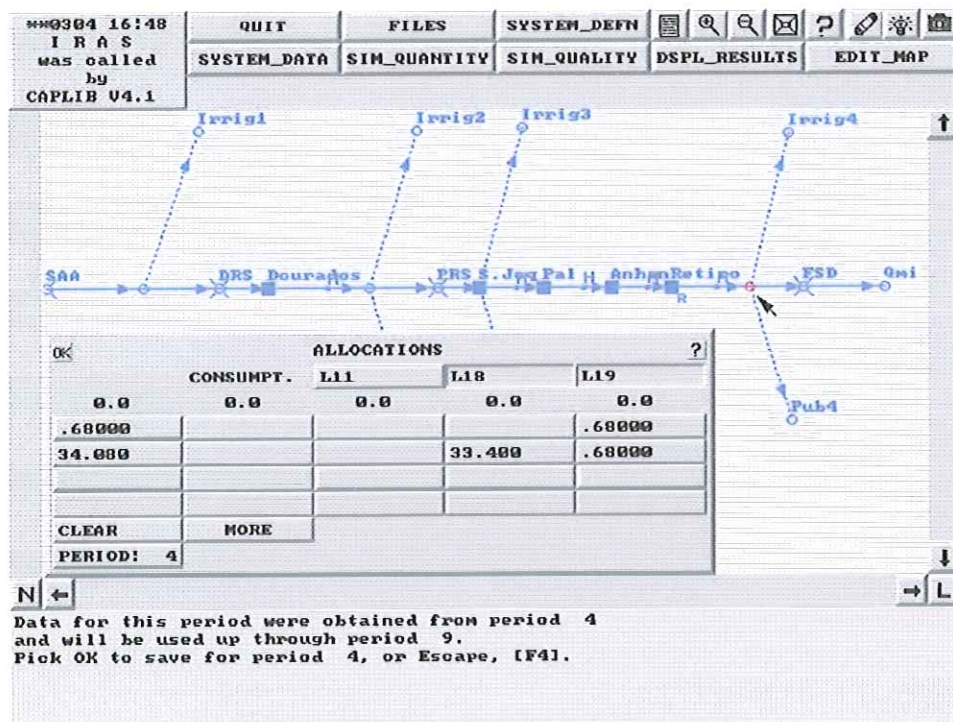 **0304 16:48
I R A S
was called
by
CAPLIB V4.1
QUIT FILES SYSTEM_DEFN ?
SYSTEM_DATA SIM_QUANTITY SIM_QUALITY DSPL_RESULTS EDIT_MAP
Irrig1 Irrig2 Irrig3 Irrig4
SAA DRS Dourados PRS S.Joq Pal H Anhan Retiro ESD Qmi
R
OK ALLOCATIONS ?
CONSUMPT. L11 L18 L19
0.0 0.0 0.0 0.0 0.0
.68000 .68000
34.080 33.400 .68000
Pub4
CLEAR MORE
PERIOD: 4
N L
Data for this period were obtained from period 4
and will be used up through period 9.
Pick OK to save for period 4, or Escape, [F4].